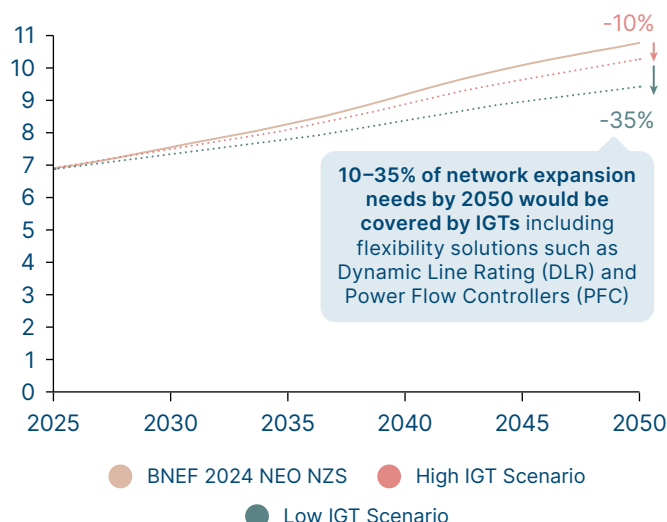 -10%
11
10
9
8
7
6
5
4
3
2
1
0
-35%
10–35% of network expansion
needs by 2050 would be
covered by IGTs including
flexibility solutions such as
Dynamic Line Rating (DLR) and
Power Flow Controllers (PFC)
2025 2030 2035 2040 2045 2050
BNEF 2024 NEO NZS High IGT Scenario
Low IGT Scenario